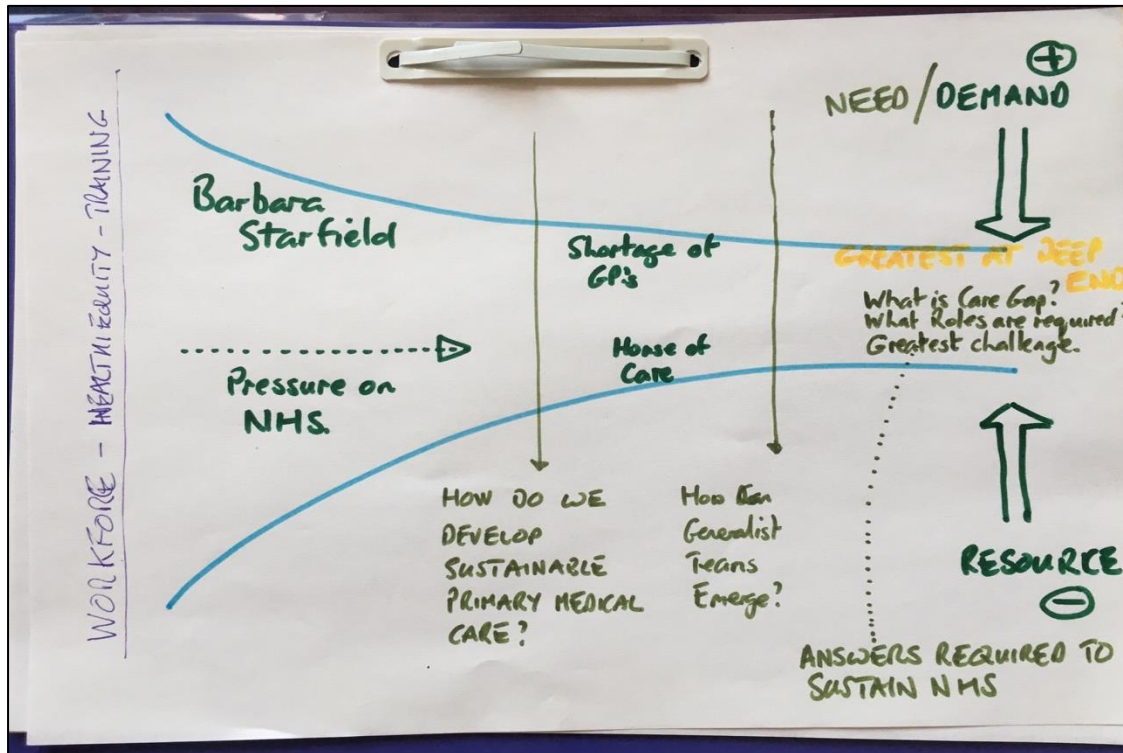 WORKFORE - HEALTH EQUITY - TRAINING
NEED/DEMAND
+
Barbara
Starfield
Shortage of
GP's
GREATEST AT DEEP
END
What is Care Gap?
What Roles are required?
Greatest challenge.
House of
Care
Pressure on
NHS.
HOW DO WE
DEVELOP
SUSTAINABLE
PRIMARY MEDICAL
CARE?
How
Generalist
Teams
Emerge?
RESOURCE
-
ANSWERS REQUIRED TO
SUSTAIN NHS